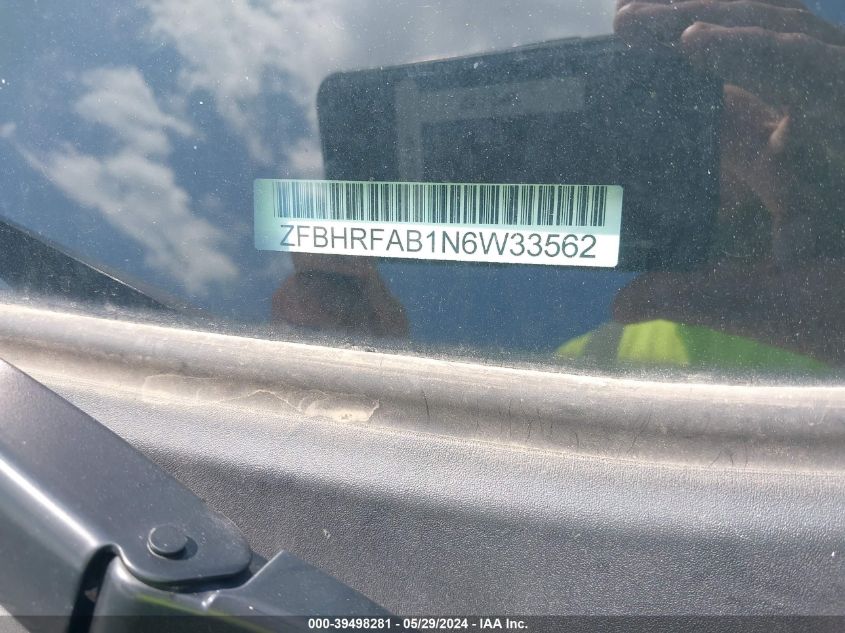 ZFBHRFAB1N6W33562
000-39498281 - 05/29/2024 - IAA Inc.